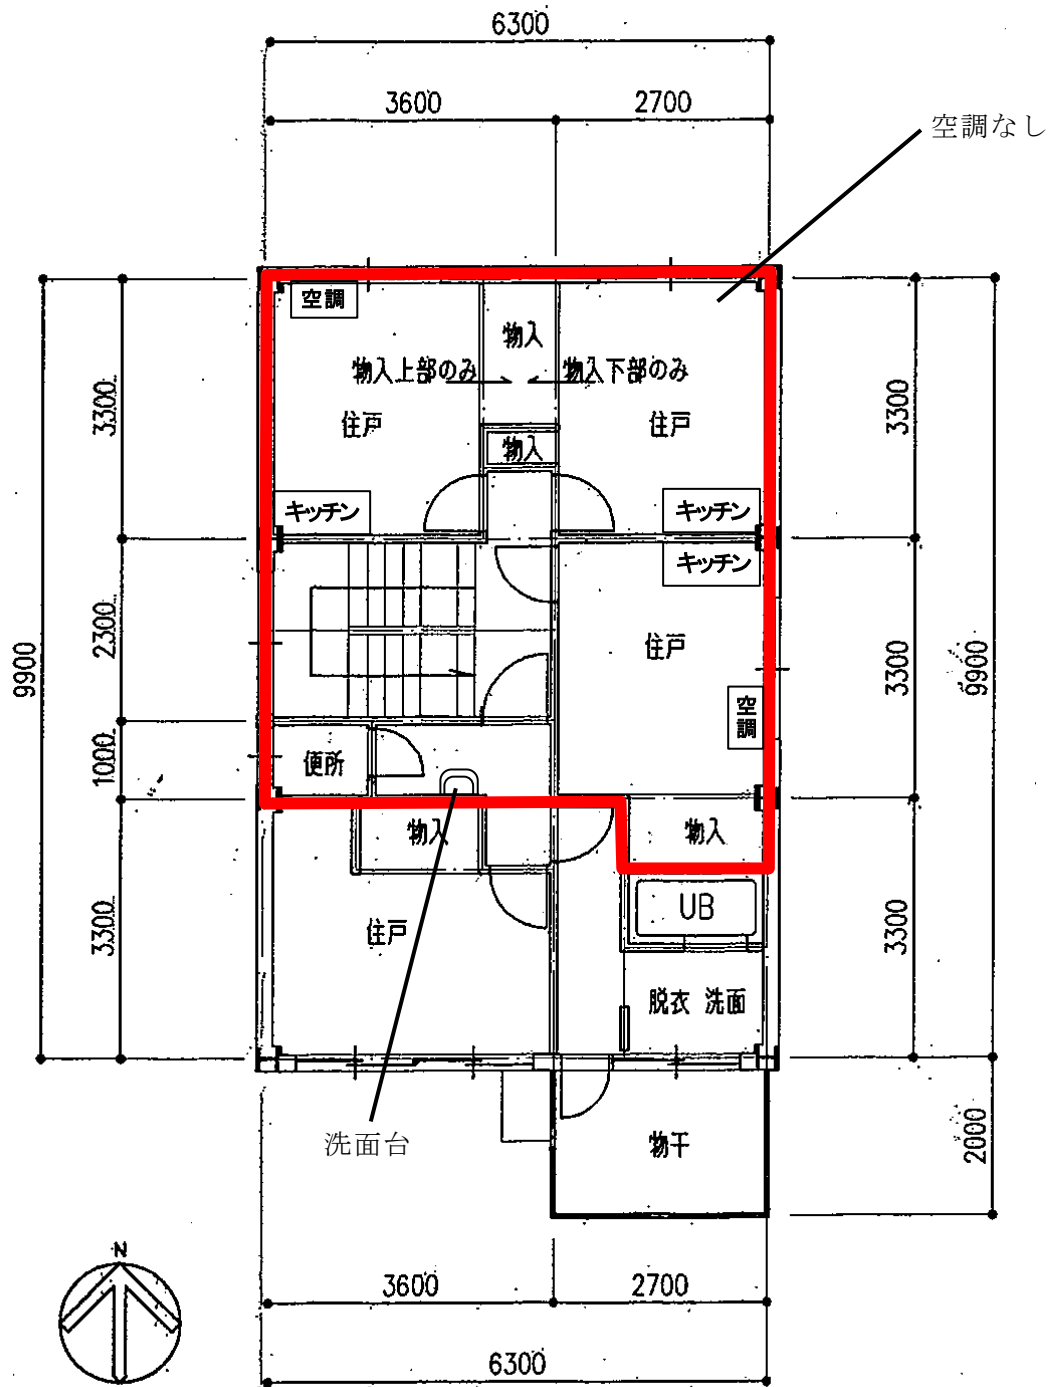 6300
3600
2700
空調なし
空調
物入
物入上部のみ
物入下部のみ
住戸
住戸
物入
キッチン
キッチン
キッチン
住戸
空調
便所
物入
物入
UB
住戸
脱衣 洗面
洗面台
物干
9900
3300
2300
1000
3300
3300
3300
3300
9900
2000
N
3600
2700
6300